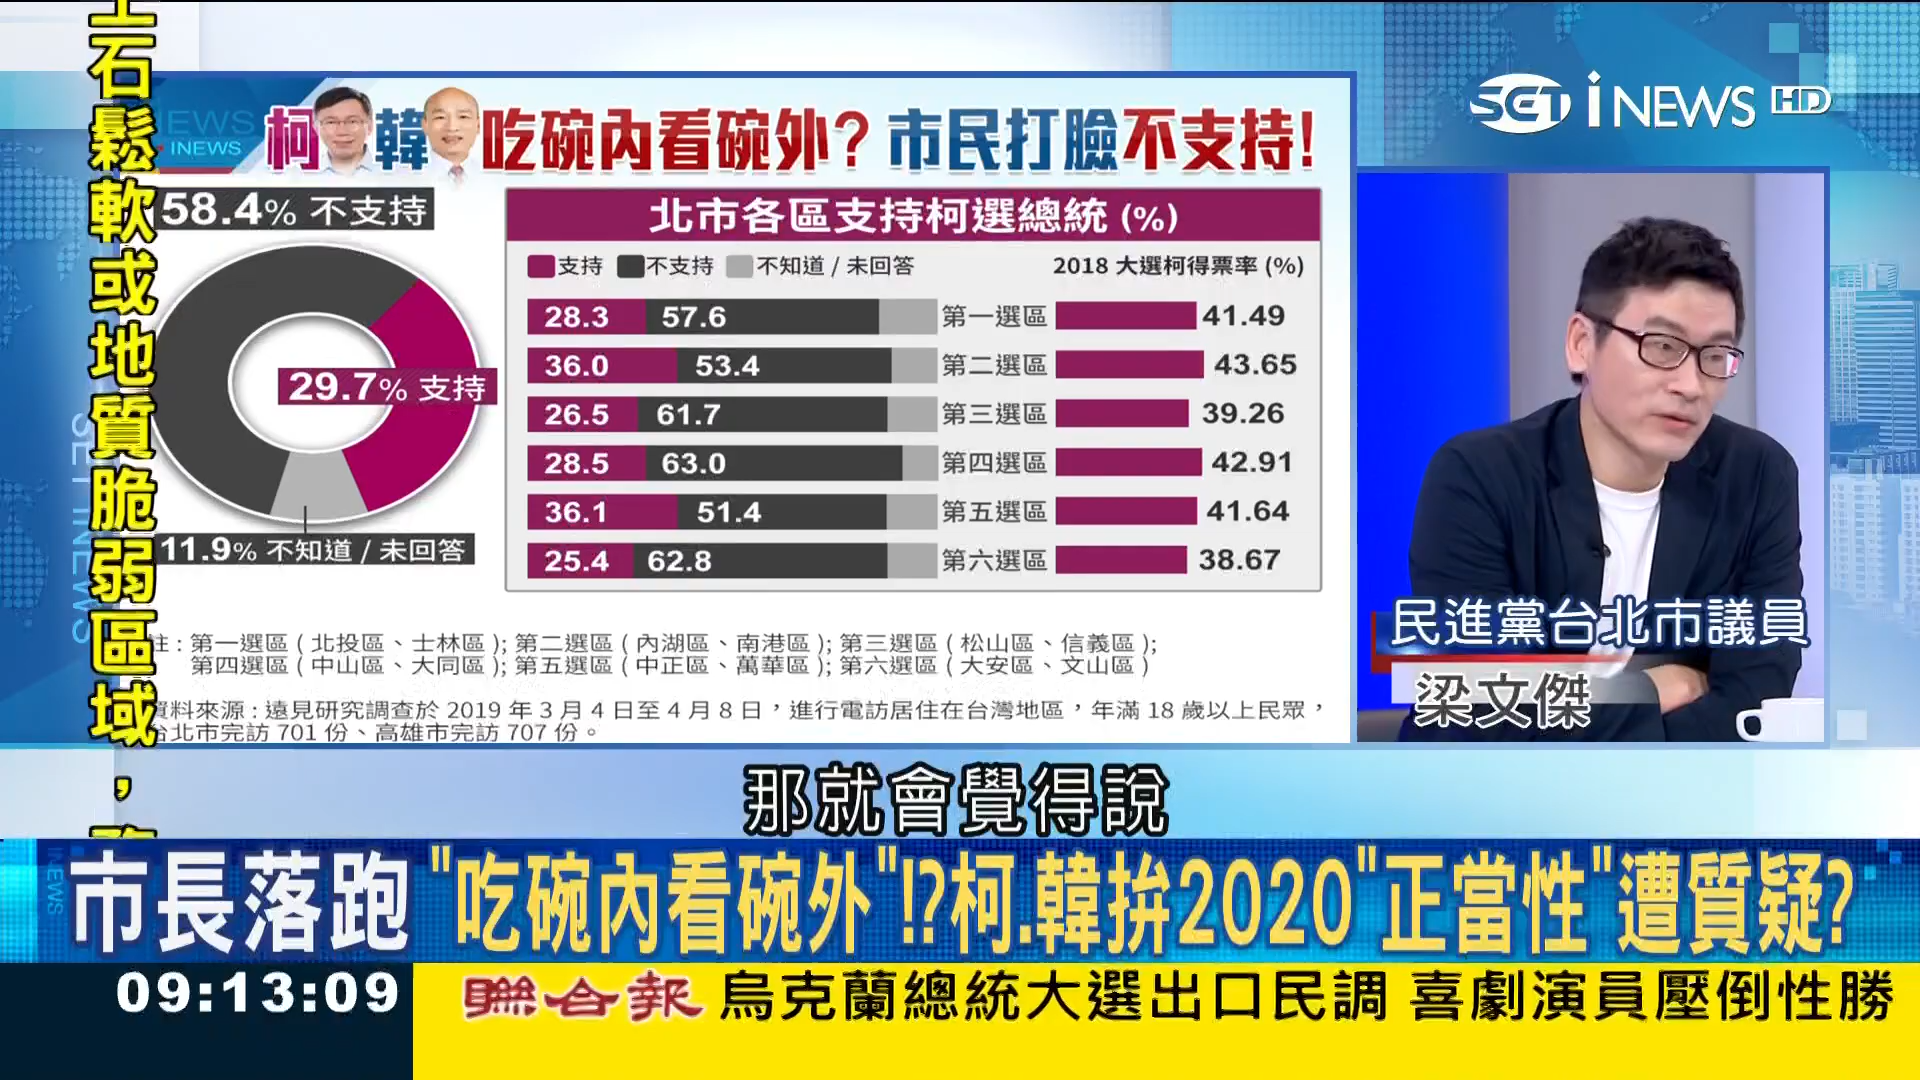 石鬆軟或地質脆弱區域，
NEWS
INEWS
柯 韓 吃碗內看碗外? 市民打臉不支持!
58.4% 不支持
29.7% 支持
11.9% 不知道 / 未回答
北市各區支持柯選總統 (%)
支持 不支持 不知道 / 未回答 2018 大選柯得票率 (%)
28.3 57.6 第一選區 41.49
36.0 53.4 第二選區 43.65
26.5 61.7 第三選區 39.26
28.5 63.0 第四選區 42.91
36.1 51.4 第五選區 41.64
25.4 62.8 第六選區 38.67
註 : 第一選區 ( 北投區、士林區 ); 第二選區 ( 內湖區、南港區 ); 第三選區 ( 松山區、信義區 );
第四選區 ( 中山區、大同區 ); 第五選區 ( 中正區、萬華區 ); 第六選區 ( 大安區、文山區 )
資料來源 : 遠見研究調查於 2019 年 3 月 4 日至 4 月 8 日，進行電訪居住在台灣地區，年滿 18 歲以上民眾，
台北市完訪 701 份、高雄市完訪 707 份。
SET iNEWS HD
民進黨台北市議員
梁文傑
SET INEWS
那就會覺得說
市長落跑 "吃碗內看碗外"!?柯.韓拚2020"正當性"遭質疑?
09:13:09
聯合報 烏克蘭總統大選出口民調 喜劇演員壓倒性勝